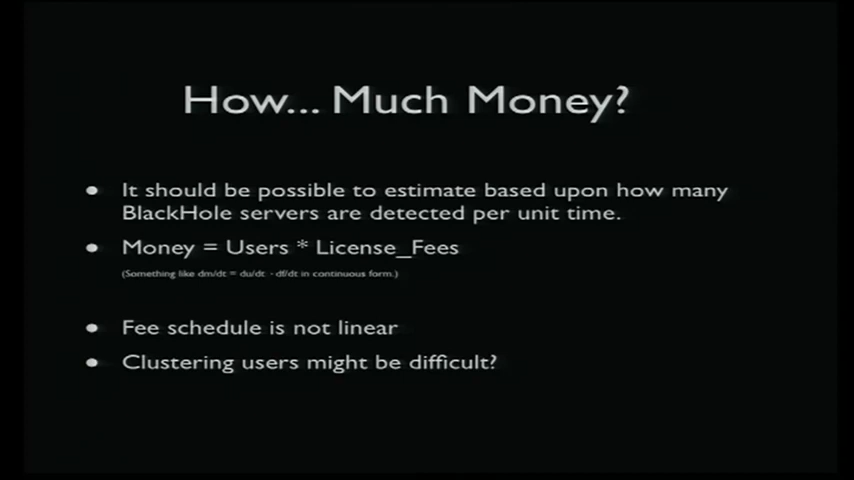 How... Much Money?
It should be possible to estimate based upon how many
BlackHole servers are detected per unit time.
Money = Users * License_Fees
(Something like dm/dt = du/dt - df/dt in continuous form.)
Fee schedule is not linear
Clustering users might be difficult?